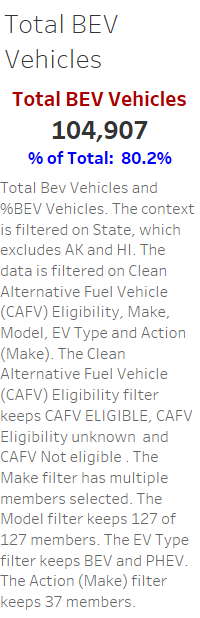 Total BEV
Vehicles
Total BEV Vehicles
104,907
% of Total: 80.2%
Total Bev Vehicles and
%BEV Vehicles. The context
is filtered on State, which
excludes AK and HI. The
data is filtered on Clean
Alternative Fuel Vehicle
(CAFV) Eligibility, Make,
Model, EV Type and Action
(Make). The Clean
Alternative Fuel Vehicle
(CAFV) Eligibility filter
keeps CAFV ELIGIBLE, CAFV
Eligibility unknown and
CAFV Not eligible . The
Make filter has multiple
members selected. The
Model filter keeps 127 of
127 members. The EV Type
filter keeps BEV and PHEV.
The Action (Make) filter
keeps 37 members.